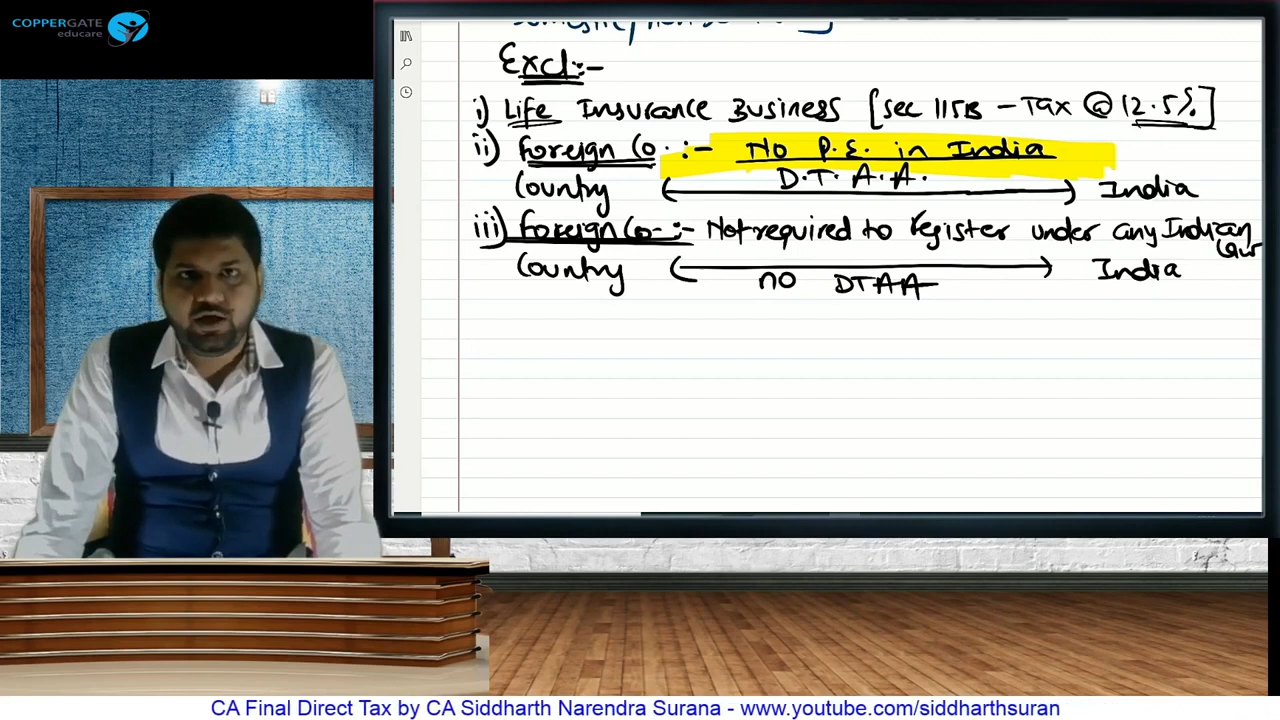 COPPERGATE
educare
Excl:-
i) Life Insurance Business [Sec 115B - Tax @ 12.5%]
ii) Foreign Co. :- No P.E. in India
Country D.T.A.A. India
iii) Foreign Co. :- Not required to register under any Indian Law
Country no DTAA India
CA Final Direct Tax by CA Siddharth Narendra Surana - www.youtube.com/siddharthsuran